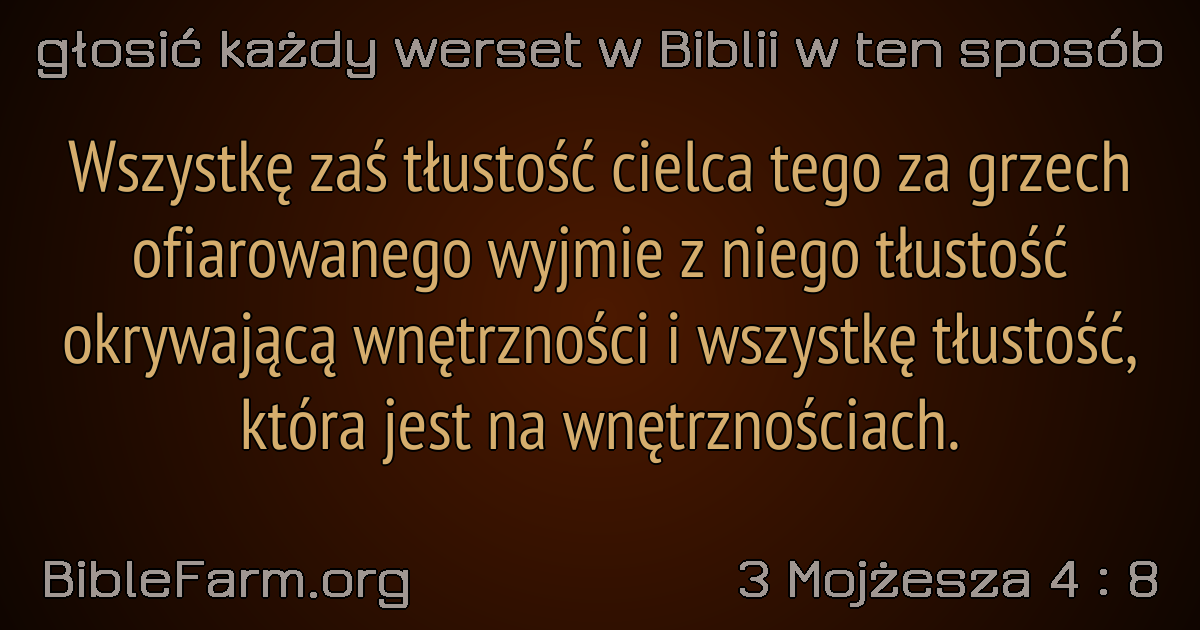 głosić każdy werset w Biblii w ten sposób
Wszystkę zaś tłustość cielca tego za grzech
ofiarowanego wyjmie z niego tłustość
okrywającą wnętrzności i wszystkę tłustość,
która jest na wnętrznościach.
BibleFarm.org
3 Mojżesza 4 : 8